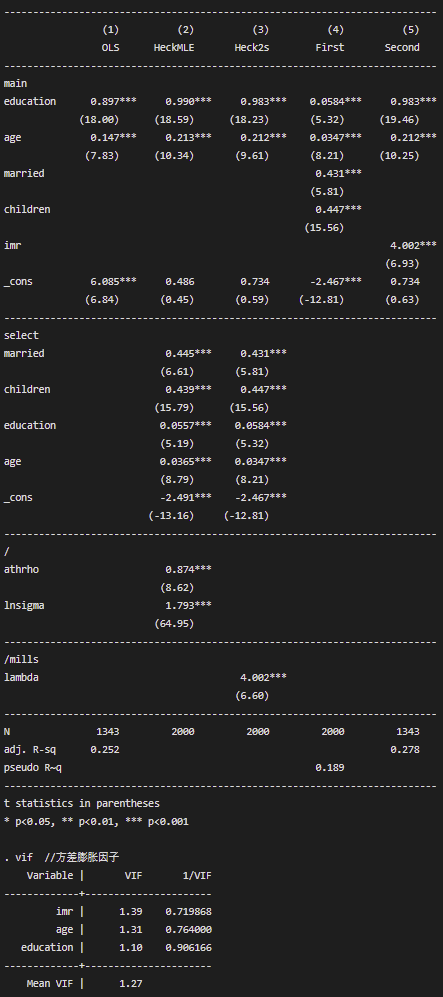 ---------------------------------------------------------------------------
                 (1)          (2)          (3)          (4)          (5)
                 OLS      HeckMLE       Heck2s        First       Second
---------------------------------------------------------------------------
main
education      0.897***     0.990***     0.983***    0.0584***     0.983***
             (18.00)      (18.59)      (18.23)       (5.32)      (19.46)
age            0.147***     0.213***     0.212***    0.0347***     0.212***
              (7.83)      (10.34)       (9.61)       (8.21)      (10.25)
married                                               0.431***
                                                     (5.81)
children                                              0.447***
                                                    (15.56)
imr                                                                4.002***
                                                                  (6.93)
_cons          6.085***     0.486        0.734       -2.467***     0.734
              (6.84)       (0.45)       (0.59)     (-12.81)       (0.63)
---------------------------------------------------------------------------
select
married                     0.445***     0.431***
                           (6.61)       (5.81)
children                    0.439***     0.447***
                          (15.79)      (15.56)
education                  0.0557***    0.0584***
                           (5.19)       (5.32)
age                        0.0365***    0.0347***
                           (8.79)       (8.21)
_cons                      -2.491***    -2.467***
                         (-13.16)     (-12.81)
---------------------------------------------------------------------------
/
athrho                      0.874***
                           (8.62)
lnsigma                     1.793***
                          (64.95)
---------------------------------------------------------------------------
/mills
lambda                                   4.002***
                                        (6.60)
---------------------------------------------------------------------------
N               1343         2000         2000         2000         1343
adj. R-sq      0.252                                               0.278
pseudo R~q                                            0.189
---------------------------------------------------------------------------
t statistics in parentheses
* p<0.05, ** p<0.01, *** p<0.001
. vif  //方差膨胀因子
    Variable |       VIF       1/VIF
-------------+----------------------
         imr |      1.39    0.719868
         age |      1.31    0.764000
   education |      1.10    0.906166
-------------+----------------------
    Mean VIF |      1.27